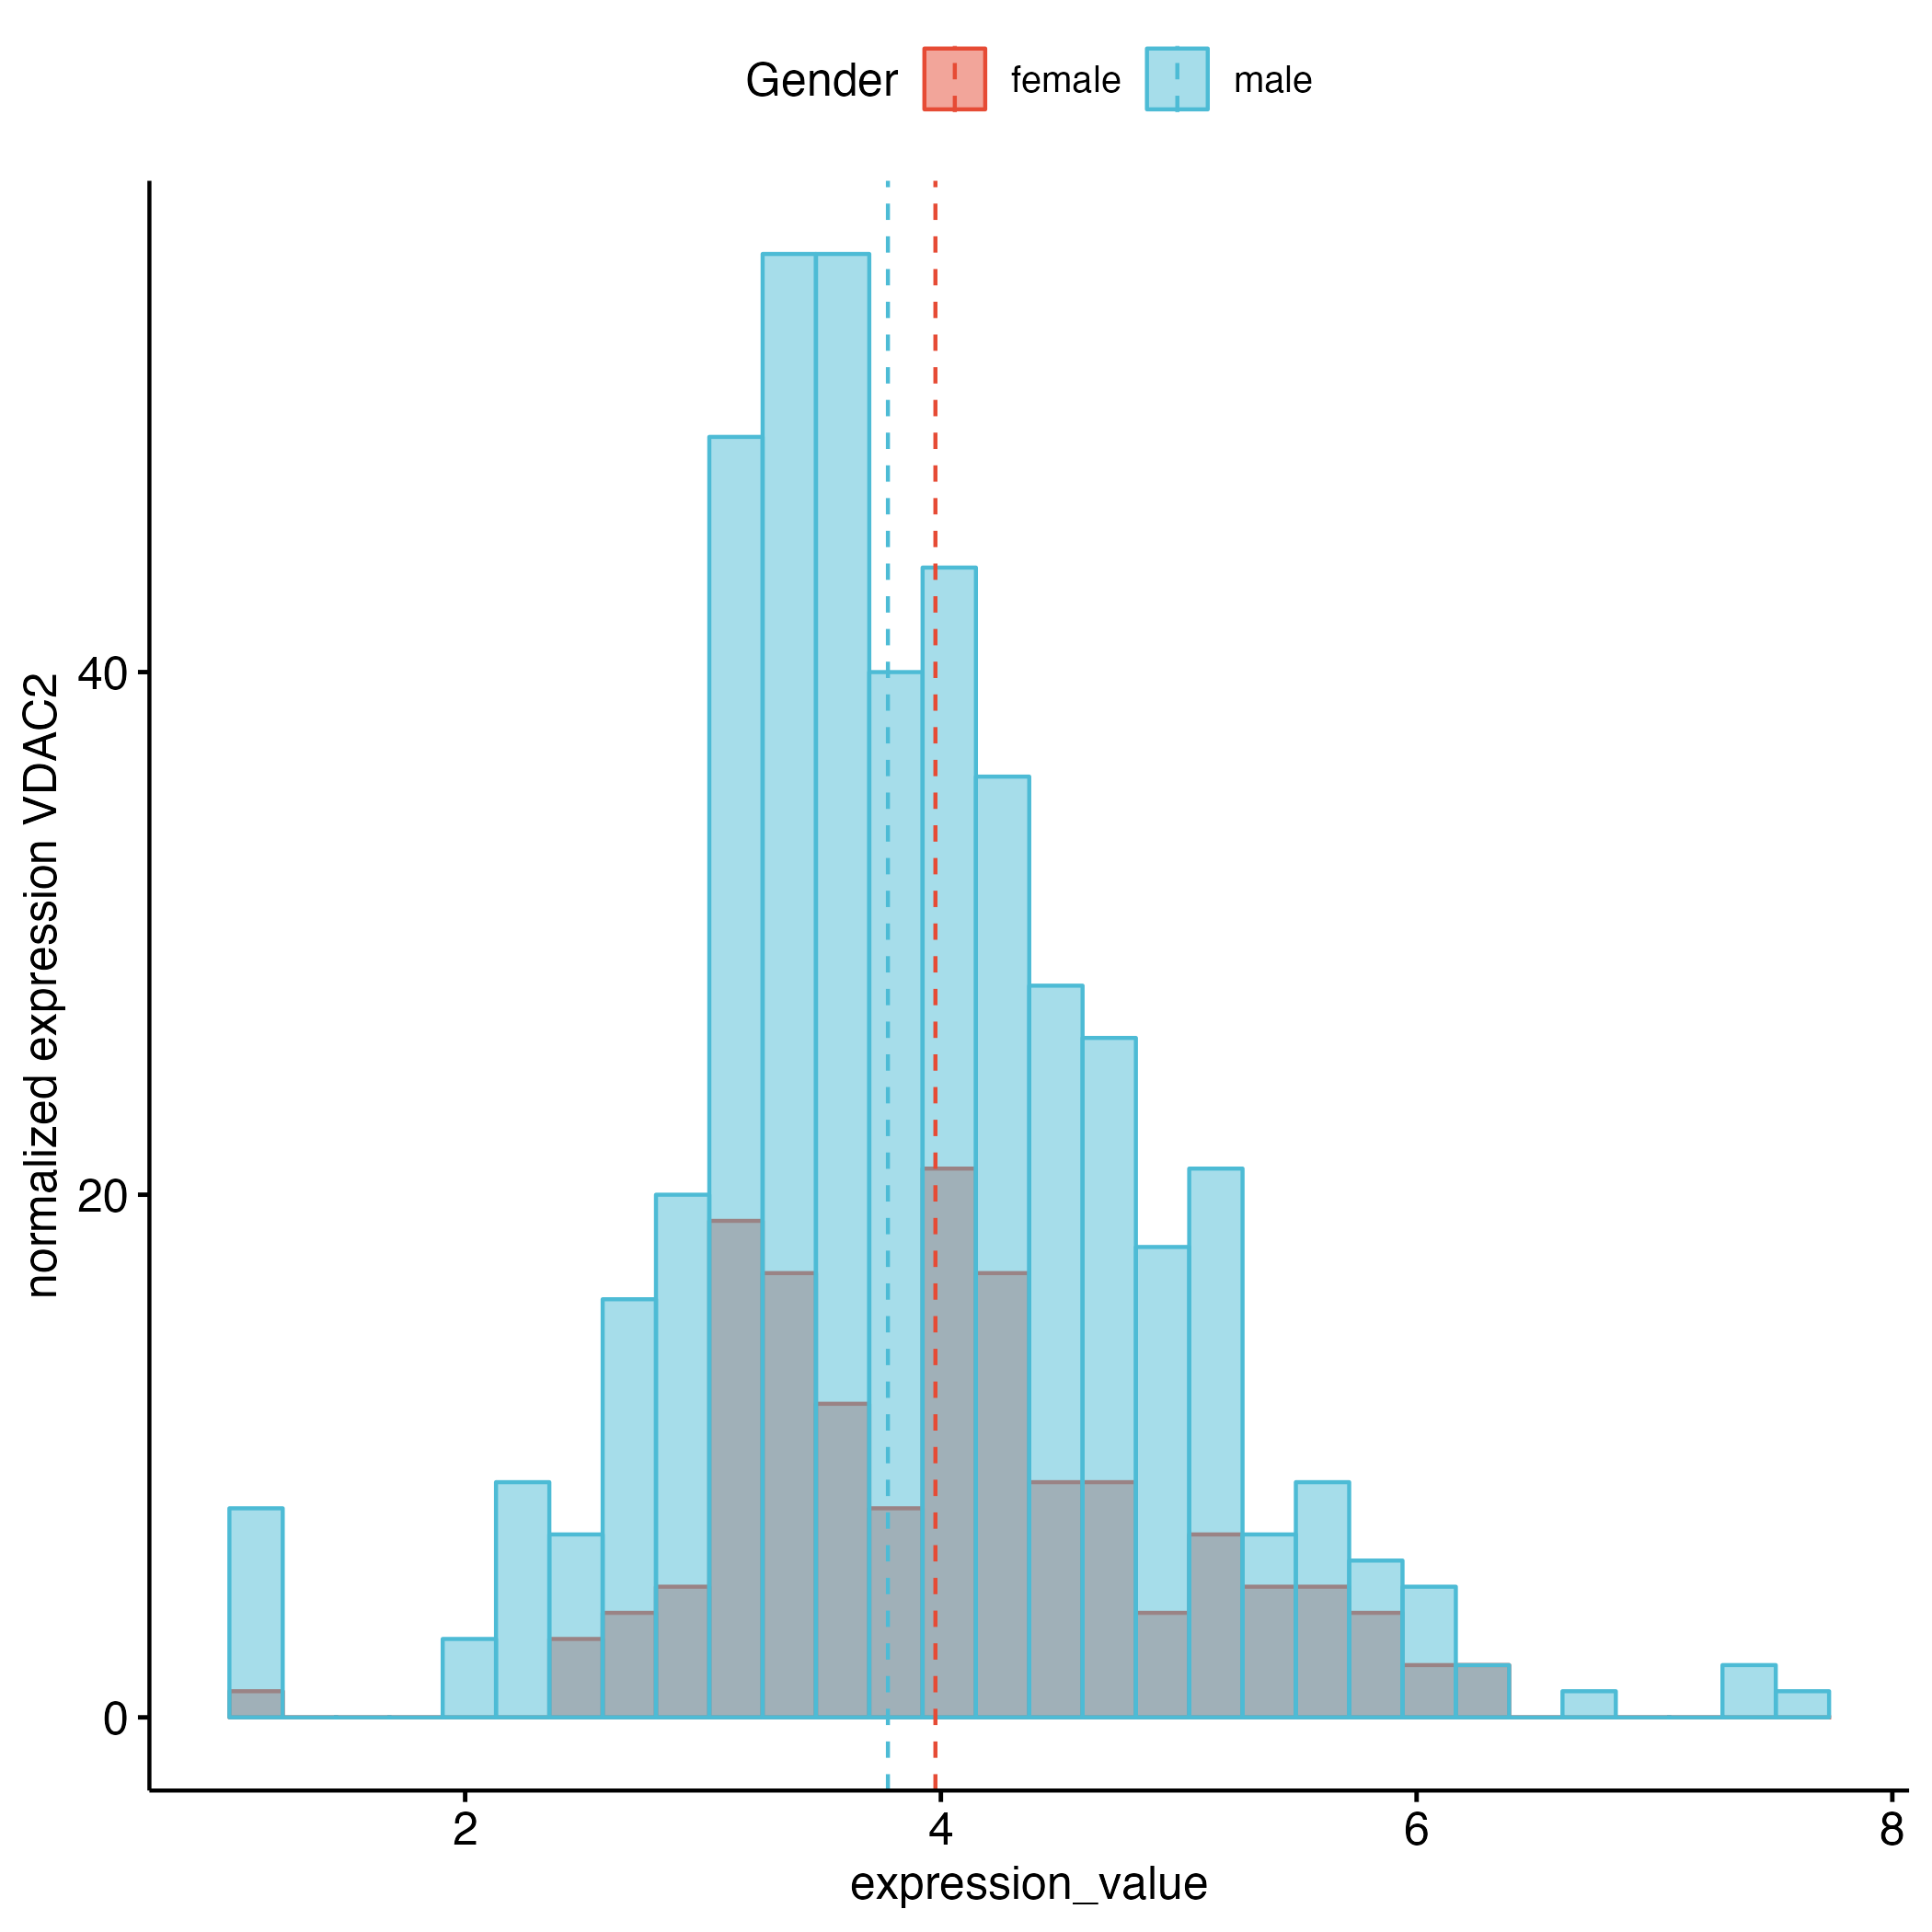 Gender female male
normalized expression VDAC2
40
20
0
2 4 6 8
expression_value